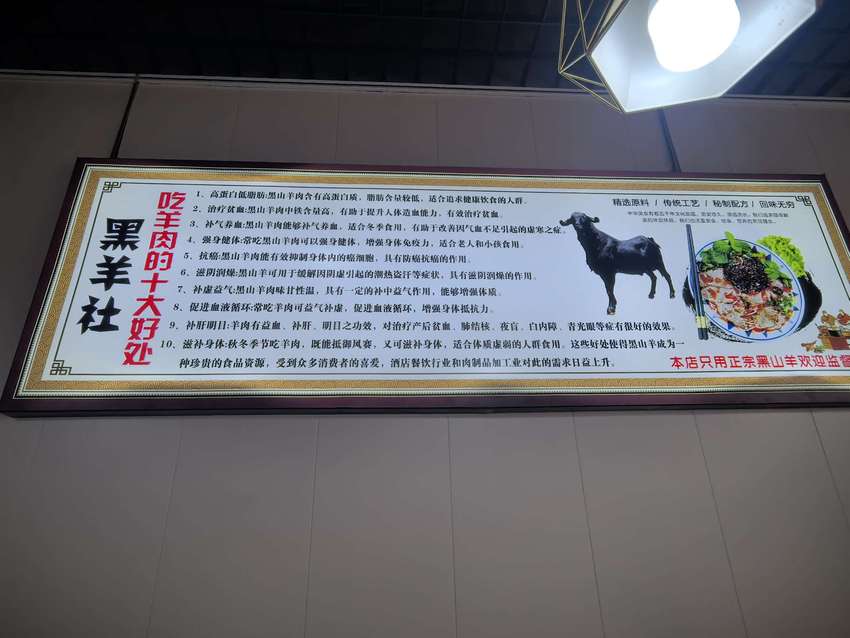 黑羊社
吃羊肉的十大好处
1、高蛋白低脂肪:黑山羊肉含有高蛋白质，脂肪含量较低，适合追求健康饮食的人群。
2、治疗贫血:黑山羊肉中铁含量高，有助于提升人体造血能力，有效治疗贫血。
3、补气养血:黑山羊肉能够补气养血，适合冬季食用，有助于改善因气血不足引起的虚寒之症。
4、强身健体:常吃黑山羊肉可以强身健体，增强身体免疫力，适合老人和小孩食用。
5、抗癌:黑山羊肉能有效抑制身体内的癌细胞，具有防癌抗癌的作用。
6、滋阴润燥:黑山羊可用于缓解因阴虚引起的潮热盗汗等症状，具有滋阴润燥的作用。
7、补虚益气:黑山羊肉味甘性温，具有一定的补中益气作用，能够增强体质。
8、促进血液循环:常吃羊肉可益气补虚，促进血液循环，增强身体抵抗力。
9、补肝明目:羊肉有益血、补肝、明目之功效，对治疗产后贫血、肺结核、夜盲、白内障、青光眼等症有很好的效果。
10、滋补身体:秋冬季节吃羊肉，既能抵御风寒，又可滋补身体，适合体质虚弱的人群食用。这些好处使得黑山羊成为一
种珍贵的食品资源，受到众多消费者的喜爱，酒店餐饮行业和肉制品加工业对此的需求日益上升。
精选原料 / 传统工艺 / 秘制配方 / 回味无穷
本店只用正宗黑山羊欢迎监督